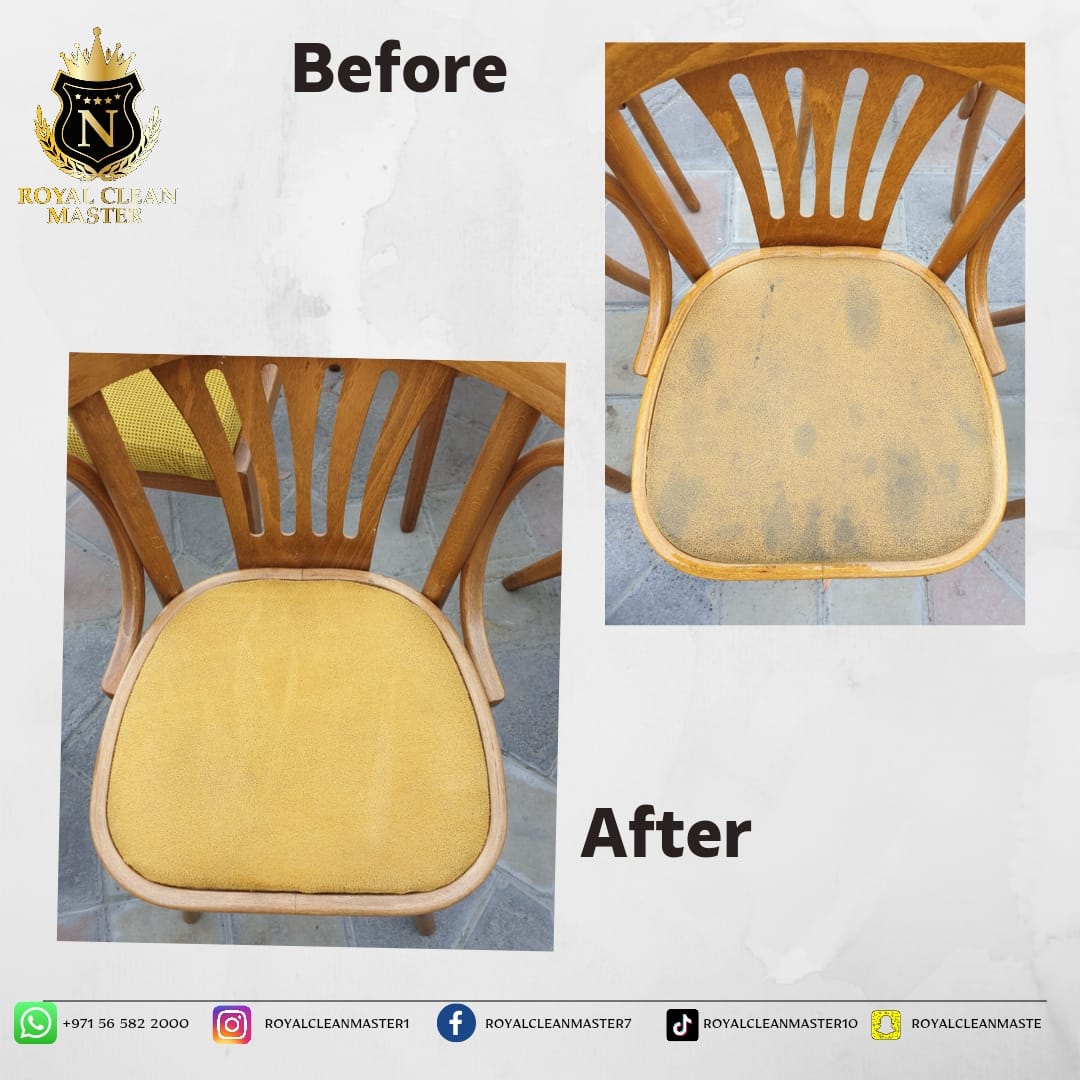 Before
N
ROYAL CLEAN
MASTER
After
+971 56 582 2000
ROYALCLEANMASTER1
ROYALCLEANMASTER7
ROYALCLEANMASTER10
ROYALCLEANMASTE